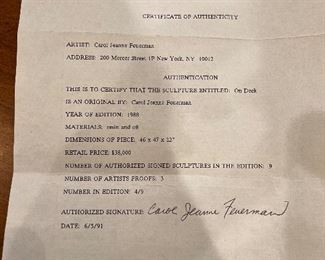 CERTIFICATE OF AUTHENTICITY
ARTIST: Carol Jeanne Feuerman
ADDRESS: 200 Mercer Street 1F New York, NY 10012
AUTHENTICATION
THIS IS TO CERTIFY THAT THE SCULPTURE ENTITLED: On Deck
IS AN ORIGINAL BY: Carol Jeanne Feuerman
YEAR OF EDITION: 1988
MATERIALS: resin and oil
DIMENSIONS OF PIECE: 46 x 47 x 22"
RETAIL PRICE: $38,000
NUMBER OF AUTHORIZED SIGNED SCULPTURES IN THE EDITION: 9
NUMBER OF ARTISTS PROOFS: 3
NUMBER IN EDITION: 4/9
AUTHORIZED SIGNATURE: Carol Jeanne Feuerman
DATE: 6/5/91